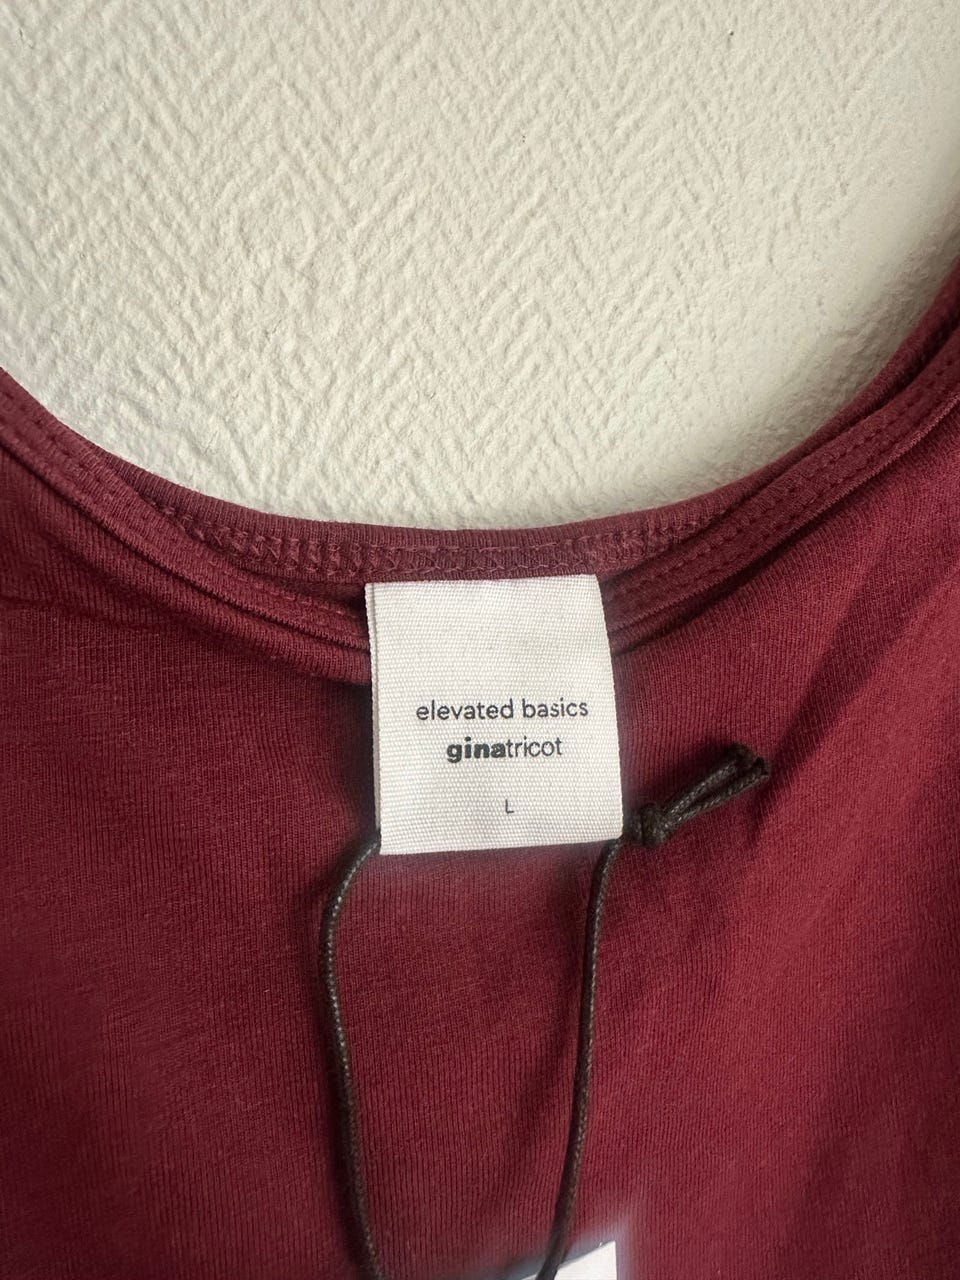 elevated basics
ginatricot
L